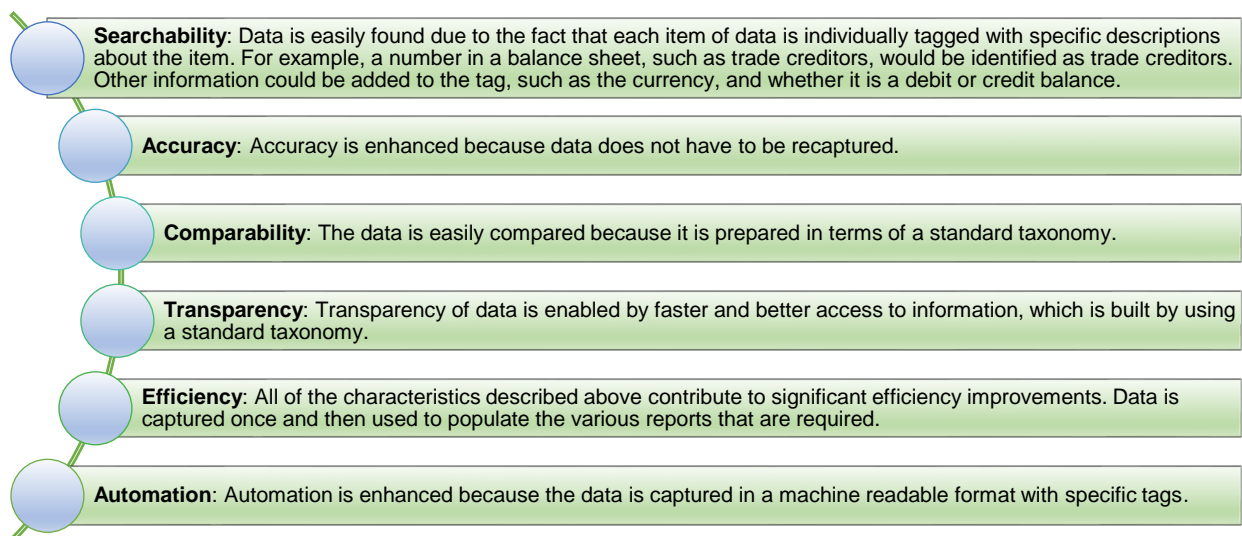 Searchability: Data is easily found due to the fact that each item of data is individually tagged with specific descriptions
about the item. For example, a number in a balance sheet, such as trade creditors, would be identified as trade creditors.
Other information could be added to the tag, such as the currency, and whether it is a debit or credit balance.
Accuracy: Accuracy is enhanced because data does not have to be recaptured.
Comparability: The data is easily compared because it is prepared in terms of a standard taxonomy.
Transparency: Transparency of data is enabled by faster and better access to information, which is built by using
a standard taxonomy.
Efficiency: All of the characteristics described above contribute to significant efficiency improvements. Data is
captured once and then used to populate the various reports that are required.
Automation: Automation is enhanced because the data is captured in a machine readable format with specific tags.